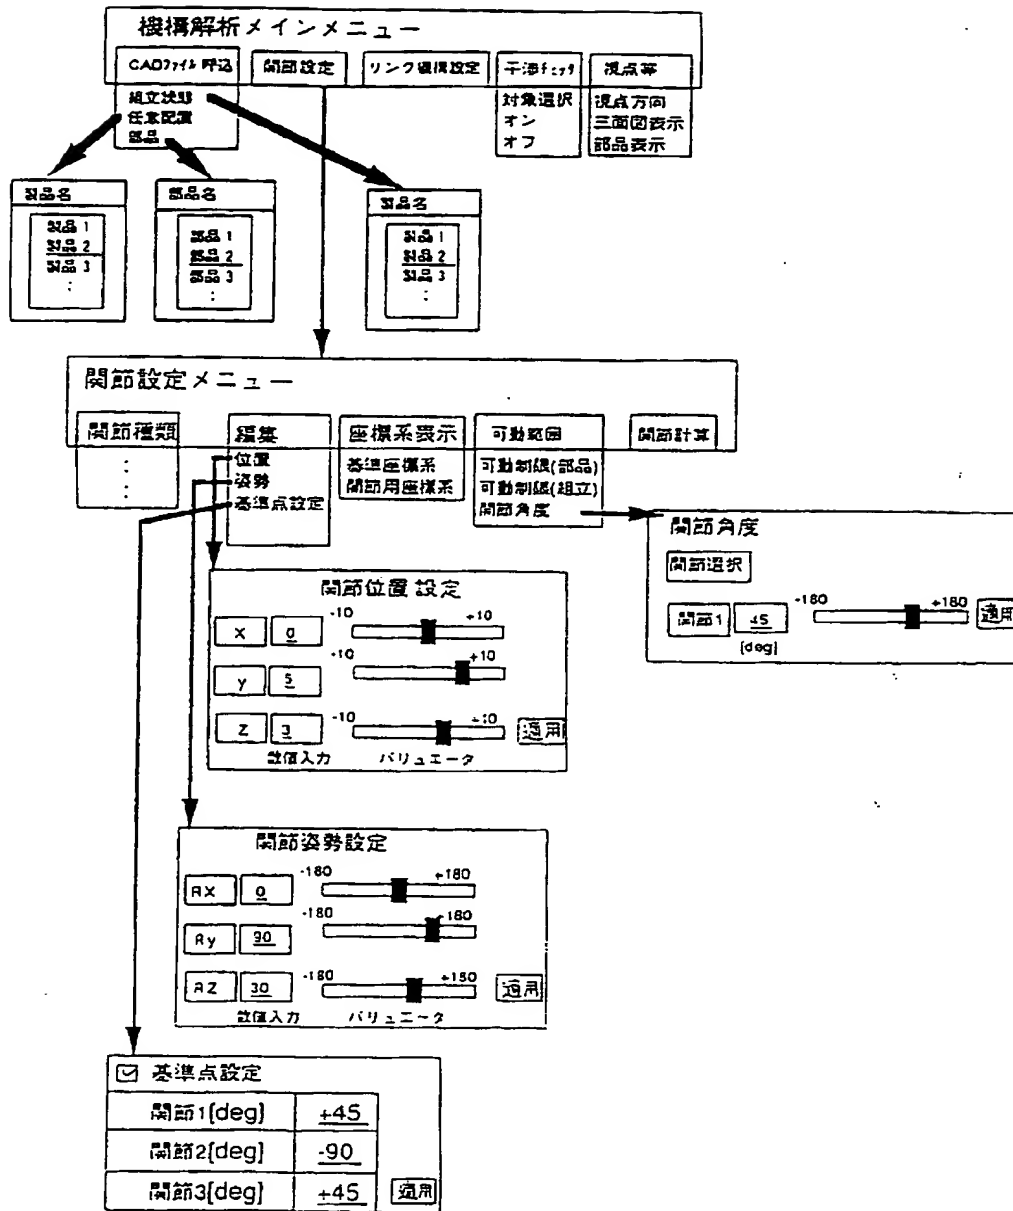 機構解析メインメニュー
CADファイル呼込
関節設定
リンク機構設定
干渉チェック
視点等
組立状態
任意配置
部品
対象選択
オン
オフ
視点方向
三面図表示
部品表示
製品名
製品1
製品2
製品3
⋮
部品名
部品1
部品2
部品3
⋮
製品名
製品1
製品2
製品3
⋮
関節設定メニュー
関節種類
⋮
編集
位置
姿勢
基準点設定
座標系表示
基準座標系
関節用座標系
可動範囲
可動制限(部品)
可動制限(組立)
関節角度
関節計算
関節角度
関節選択
関節1 45 -180 +180 適用
[deg]
関節位置 設定
X 0 -10 +10
y 5 -10 +10
Z 3 -10 +10 適用
数値入力 バリュエータ
関節姿勢設定
RX 0 -180 +180
Ry 90 -180 +180
RZ 30 -180 +180 適用
数値入力 バリュエータ
基準点設定
関節1[deg] +45
関節2[deg] -90
関節3[deg] +45 適用